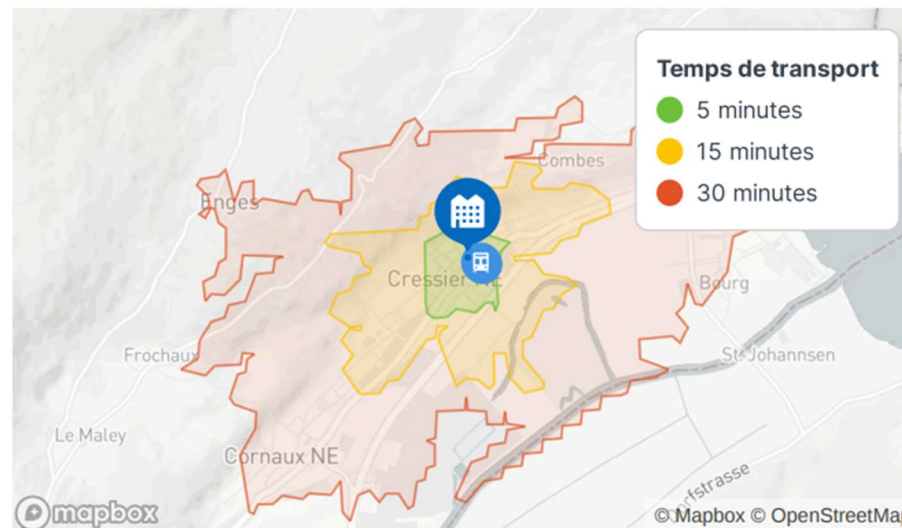 Temps de transport
5 minutes
15 minutes
30 minutes
Combes
Enges
Cressier NE
Bourg
Frochaux
St. Johannsen
Le Maley
Cornaux NE
mapbox
© Mapbox © OpenStreetMap